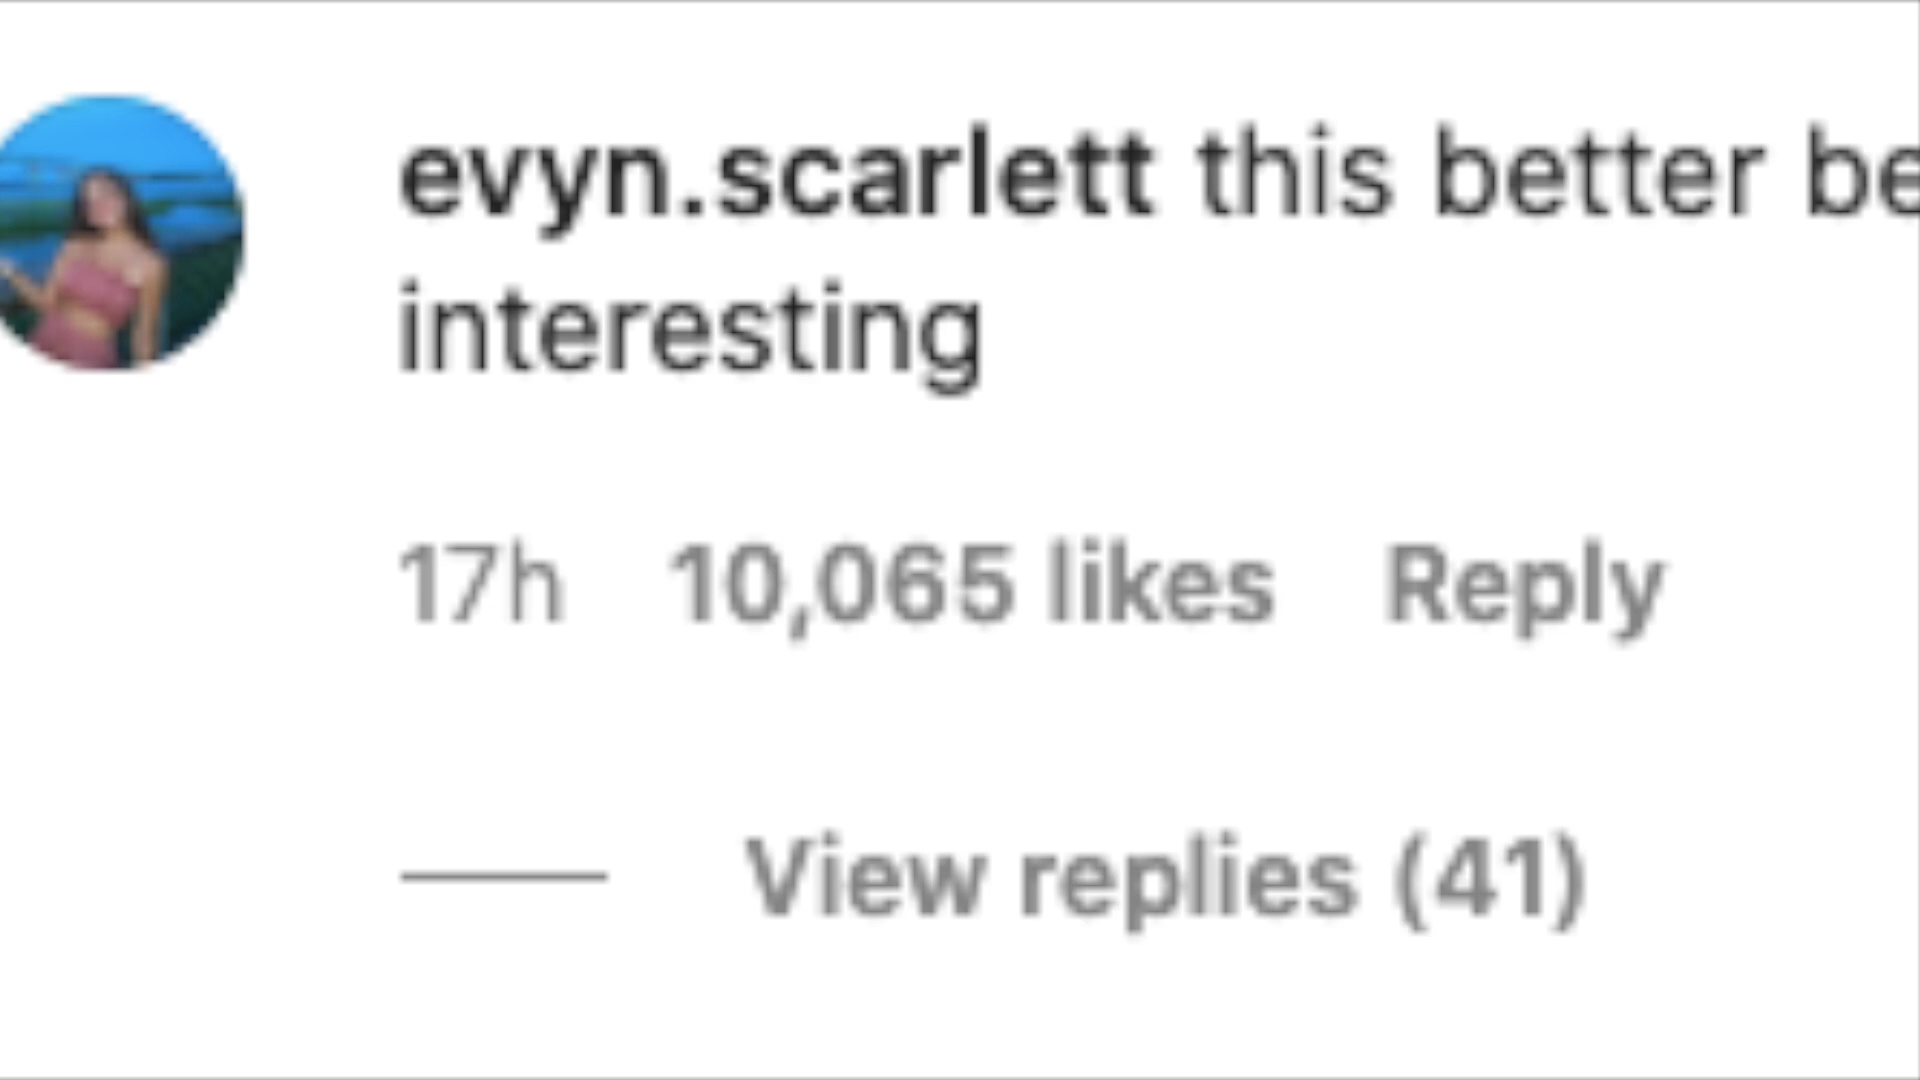 evyn.scarlett this better be
interesting
17h 10,065 likes Reply
View replies (41)